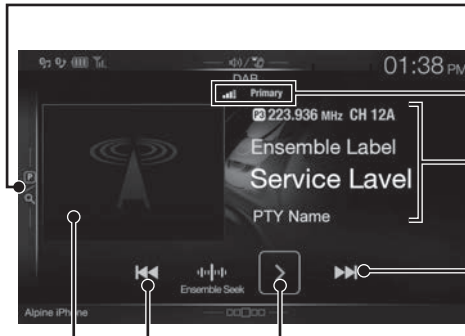 01:38 PM
DAB
Primary
P3 223.936 MHz CH 12A
Ensemble Label
Service Lavel
P
PTY Name
Ensemble Seek
Alpine iPhone